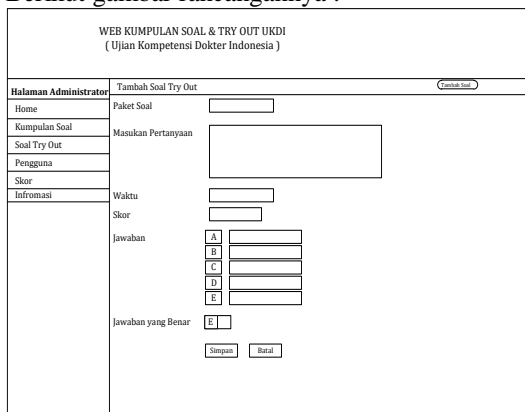 Berikut gambar rancangannya :
WEB KUMPULAN SOAL & TRY OUT UKDI
( Ujian Kompetensi Dokter Indonesia )
Halaman Administrator
Tambah Soal Try Out
Tambah Soal
Home
Kumpulan Soal
Soal Try Out
Pengguna
Skor
Infromasi
Paket Soal
Masukan Pertanyaan
Waktu
Skor
Jawaban
A
B
C
D
E
Jawaban yang Benar
E
Simpan
Batal